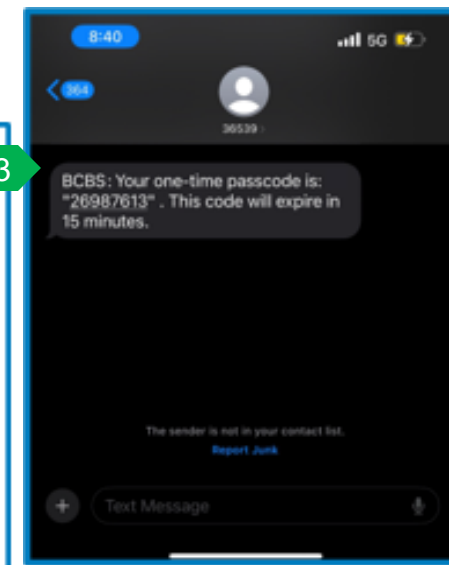 8:40
5G
364
36539
3
BCBS: Your one-time passcode is:
"26987613" . This code will expire in
15 minutes.
The sender is not in your contact list.
Report Junk
Text Message